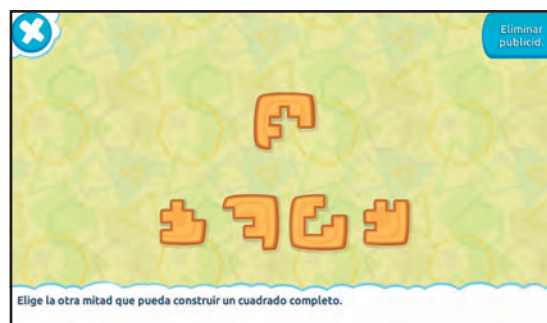 Eliminar
publicid.
Elige la otra mitad que pueda construir un cuadrado completo.